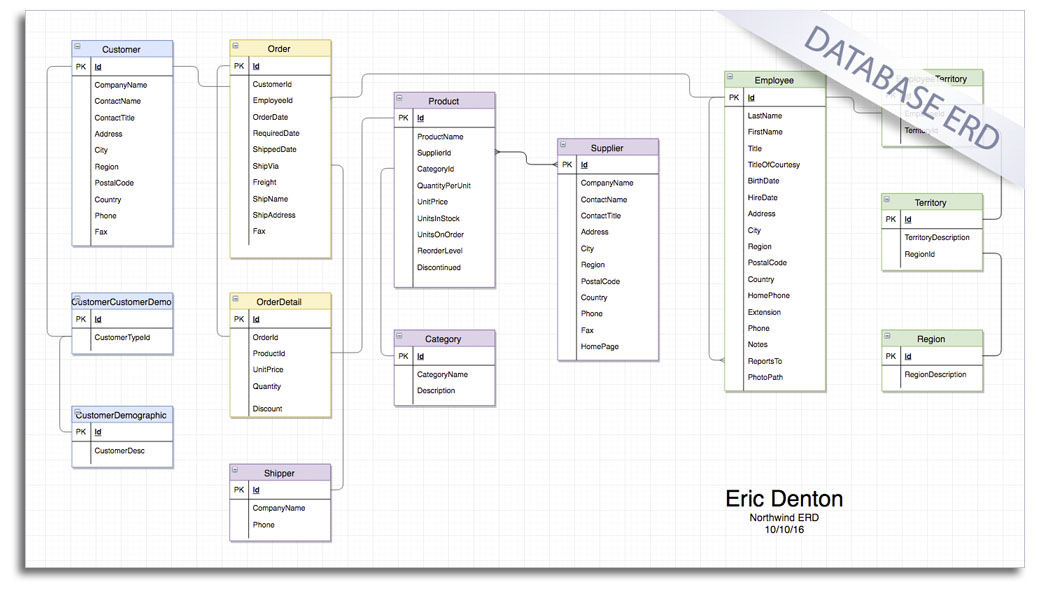 DATABASE ERD
Customer
PK Id
CompanyName
ContactName
ContactTitle
Address
City
Region
PostalCode
Country
Phone
Fax
CustomerCustomerDemo
PK Id
CustomerTypeId
CustomerDemographic
PK Id
CustomerDesc
Order
PK Id
CustomerId
EmployeeId
OrderDate
RequiredDate
ShippedDate
ShipVia
Freight
ShipName
ShipAddress
Fax
OrderDetail
PK Id
OrderId
ProductId
UnitPrice
Quantity
Discount
Shipper
PK Id
CompanyName
Phone
Product
PK Id
ProductName
SupplierId
CategoryId
QuantityPerUnit
UnitPrice
UnitsInStock
UnitsOnOrder
ReorderLevel
Discontinued
Category
PK Id
CategoryName
Description
Supplier
PK Id
CompanyName
ContactName
ContactTitle
Address
City
Region
PostalCode
Country
Phone
Fax
HomePage
Employee
PK Id
LastName
FirstName
Title
TitleOfCourtesy
BirthDate
HireDate
Address
City
Region
PostalCode
Country
HomePhone
Extension
Phone
Notes
ReportsTo
PhotoPath
EmployeeTerritory
TerritoryId
Territory
PK Id
TerritoryDescription
RegionId
Region
PK Id
RegionDescription
Eric Denton
Northwind ERD
10/10/16